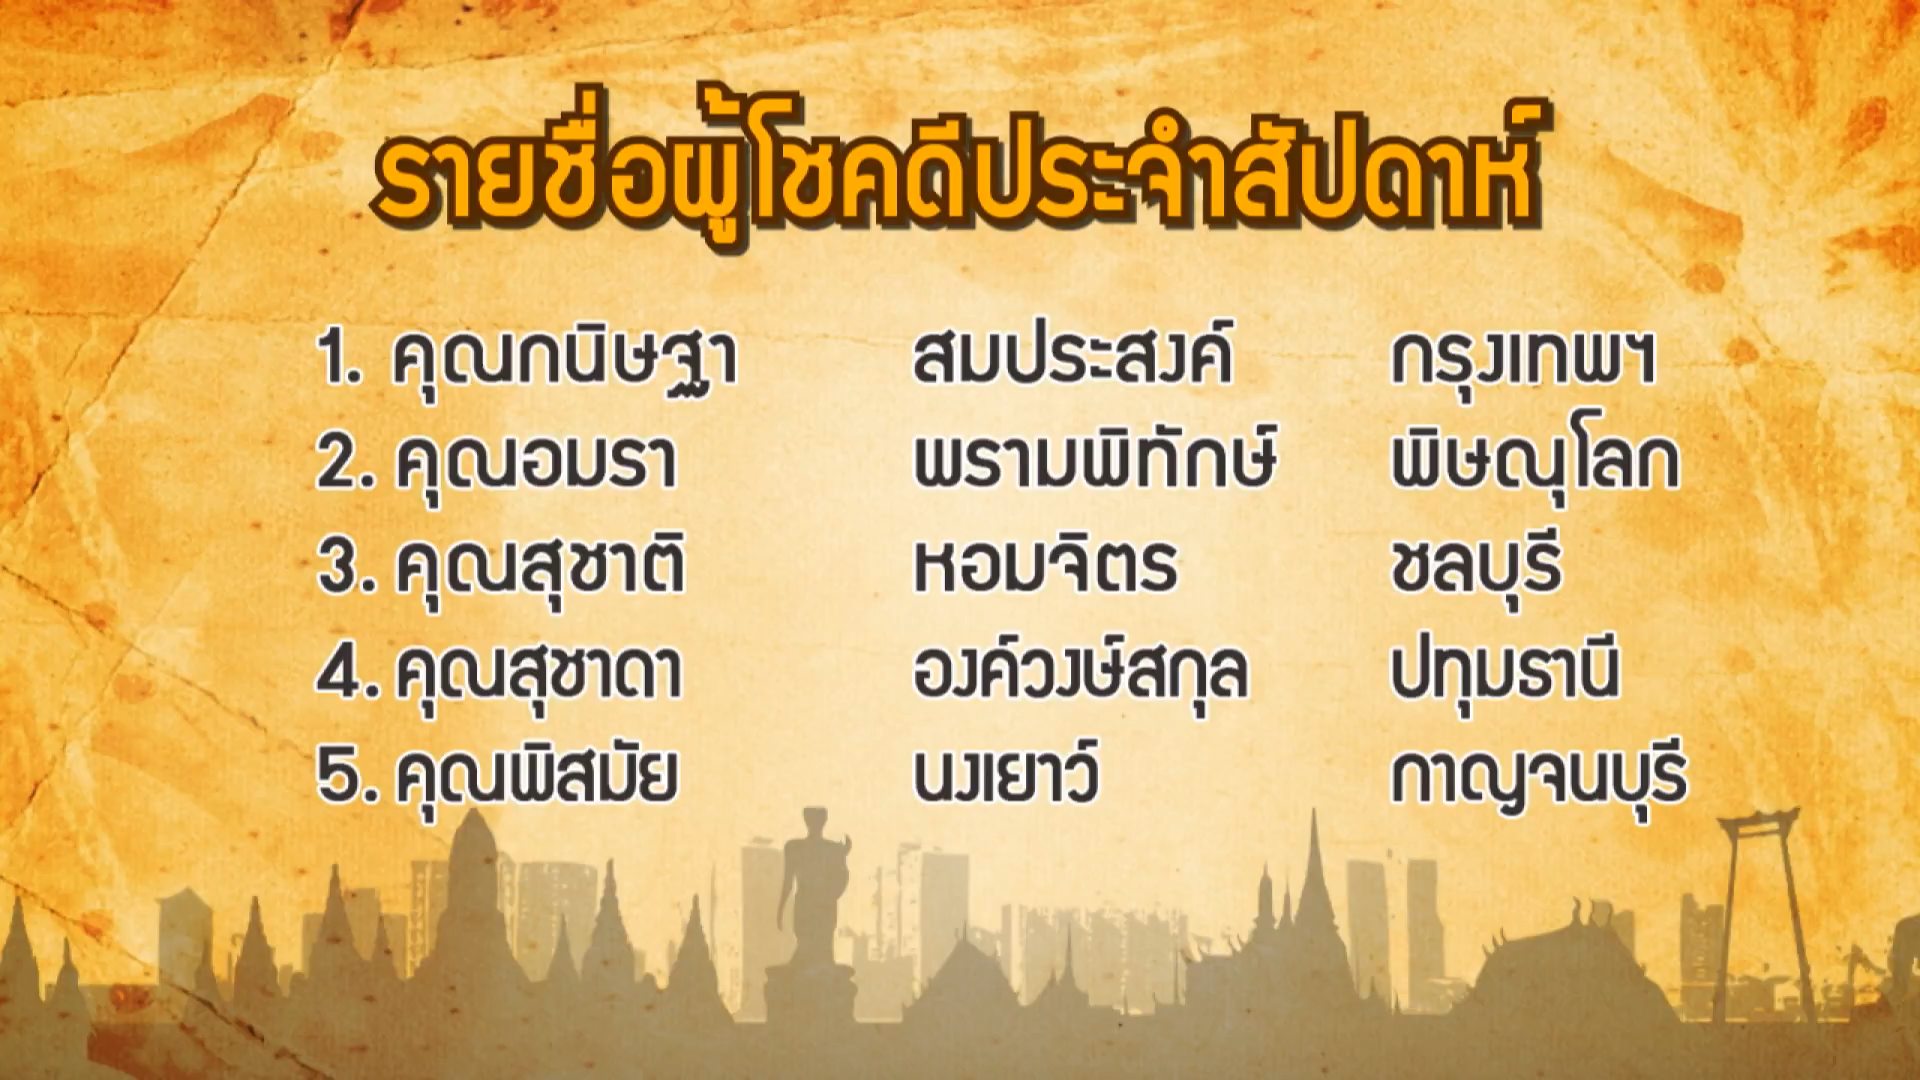 รายชื่อผู้โชคดีประจำสัปดาห์
1. คุณกนิษฐา สมประสงค์ กรุงเทพฯ
2. คุณอมรา พรามพิทักษ์ พิษณุโลก
3. คุณสุชาติ หอมจิตร ชลบุรี
4. คุณสุชาดา องค์วงษ์สกุล ปทุมธานี
5. คุณพิสมัย นงเยาว์ กาญจนบุรี